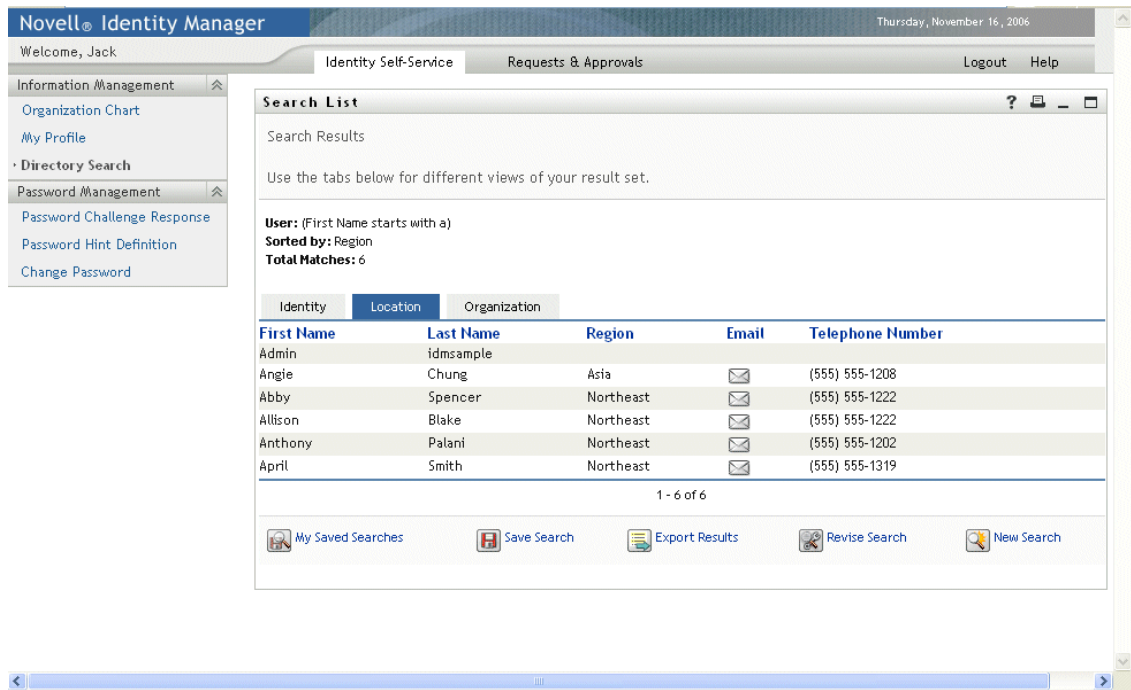 Novell® Identity Manager
Thursday, November 16, 2006
Welcome, Jack
Identity Self-Service
Requests & Approvals
Logout
Help
Information Management
Organization Chart
My Profile
Directory Search
Password Management
Password Challenge Response
Password Hint Definition
Change Password
Search List
?
Search Results
Use the tabs below for different views of your result set.
User: (First Name starts with a)
Sorted by: Region
Total Matches: 6
Identity Location Organization
First Name Last Name Region Email Telephone Number
Admin idmsample
Angie Chung Asia (555) 555-1208
Abby Spencer Northeast (555) 555-1222
Allison Blake Northeast (555) 555-1222
Anthony Palani Northeast (555) 555-1202
April Smith Northeast (555) 555-1319
1 - 6 of 6
My Saved Searches Save Search Export Results Revise Search New Search